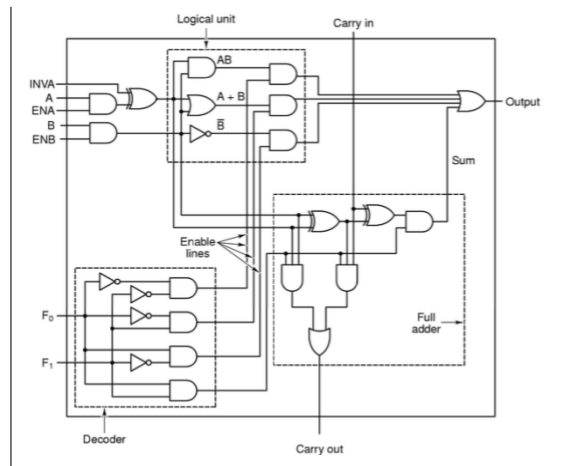 Logical unit
Carry in
INVA
A
ENA
B
ENB
AB
A + B
B̅
Output
Sum
Enable
lines
F₀
F₁
Full
adder
Decoder
Carry out